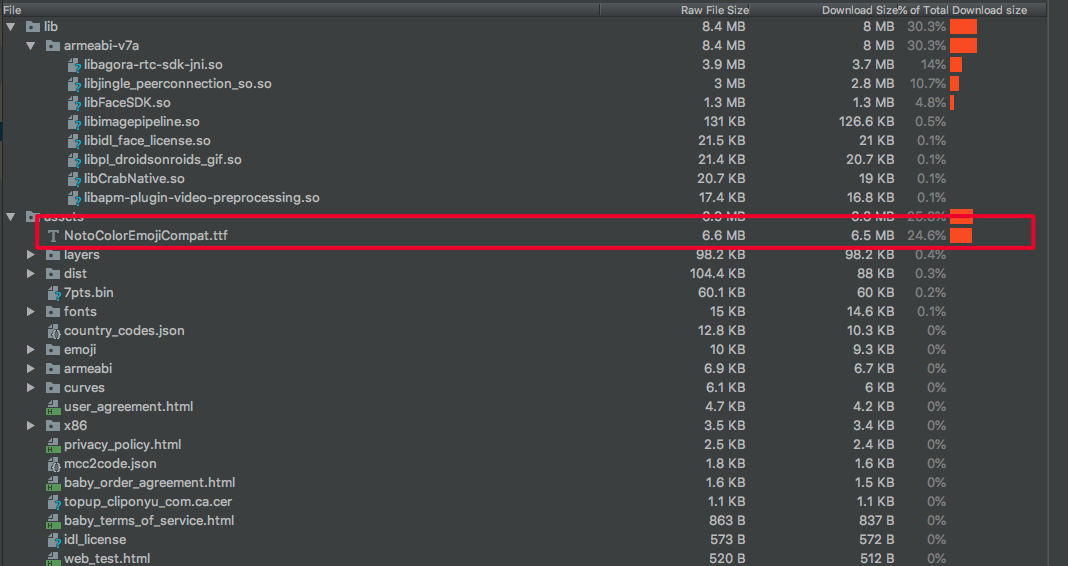 File Raw File Size Download Size % of Total Download size
lib 8.4 MB 8 MB 30.3%
armeabi-v7a 8.4 MB 8 MB 30.3%
libagora-rtc-sdk-jni.so 3.9 MB 3.7 MB 14%
libjingle_peerconnection_so.so 3 MB 2.8 MB 10.7%
libFaceSDK.so 1.3 MB 1.3 MB 4.8%
libimagepipeline.so 131 KB 126.6 KB 0.5%
libidl_face_license.so 21.5 KB 21 KB 0.1%
libpl_droidsonroids_gif.so 21.4 KB 20.7 KB 0.1%
libCrabNative.so 20.7 KB 19 KB 0.1%
libapm-plugin-video-preprocessing.so 17.4 KB 16.8 KB 0.1%
assets MB MB
NotoColorEmojiCompat.ttf 6.6 MB 6.5 MB 24.6%
layers 98.2 KB 98.2 KB 0.4%
dist 104.4 KB 88 KB 0.3%
7pts.bin 60.1 KB 60 KB 0.2%
fonts 15 KB 14.6 KB 0.1%
country_codes.json 12.8 KB 10.3 KB 0%
emoji 10 KB 9.3 KB 0%
armeabi 6.9 KB 6.7 KB 0%
curves 6.1 KB 6 KB 0%
user_agreement.html 4.7 KB 4.2 KB 0%
x86 3.5 KB 3.4 KB 0%
privacy_policy.html 2.5 KB 2.4 KB 0%
mcc2code.json 1.8 KB 1.6 KB 0%
baby_order_agreement.html 1.6 KB 1.5 KB 0%
topup_cliponyu_com.ca.cer 1.1 KB 1.1 KB 0%
baby_terms_of_service.html 863 B 837 B 0%
idl_license 573 B 572 B 0%
web_test.html 520 B 512 B 0%